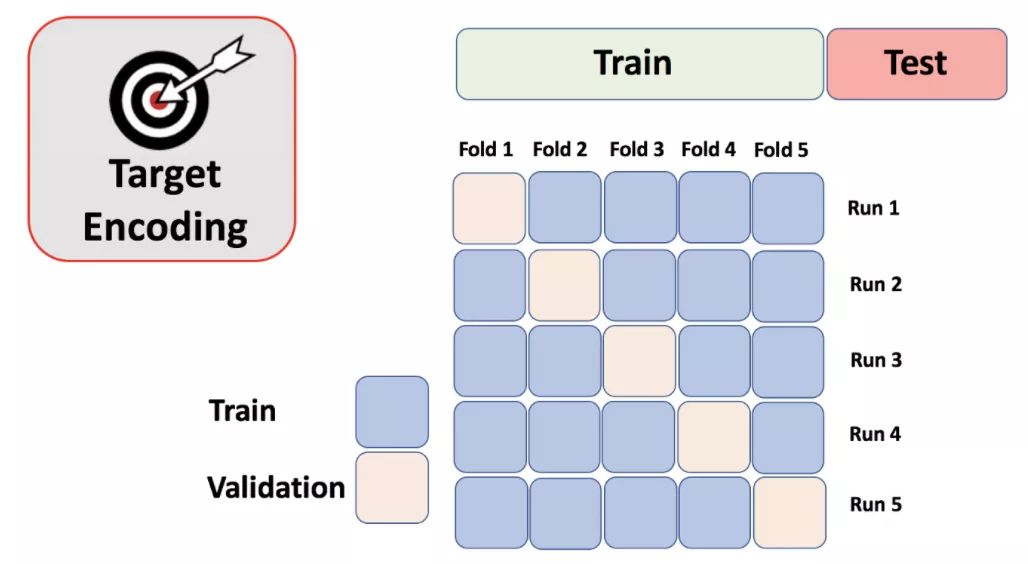 Target
Encoding
Train
Test
Fold 1 Fold 2 Fold 3 Fold 4 Fold 5
Run 1
Run 2
Run 3
Train
Run 4
Validation
Run 5